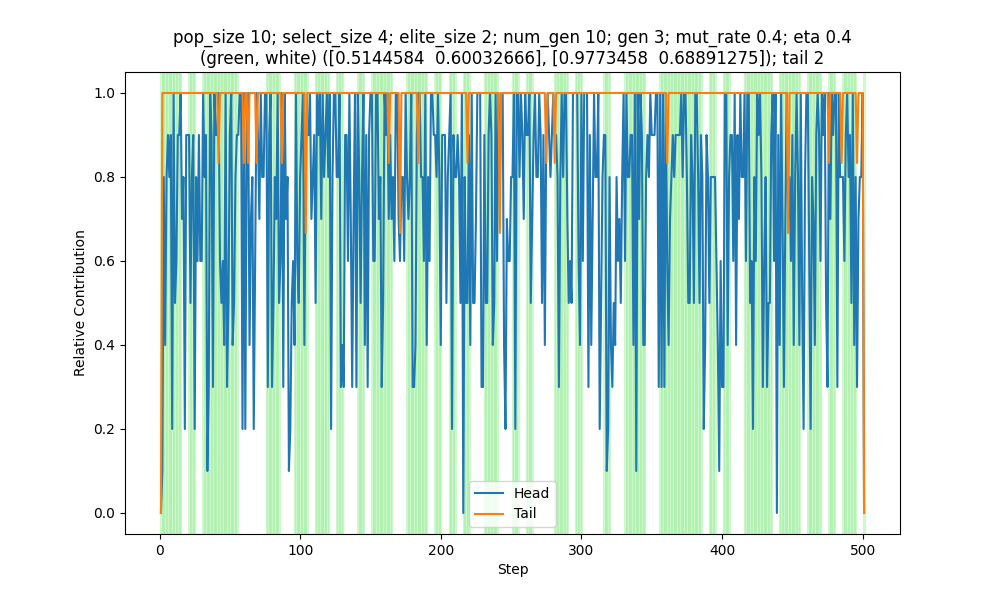 pop_size 10; select_size 4; elite_size 2; num_gen 10; gen 3; mut_rate 0.4; eta 0.4
(green, white) ([0.5144584  0.60032666], [0.9773458  0.68891275]); tail 2
1.0
0.8
0.6
0.4
0.2
0.0
Relative Contribution
Head
Tail
0 100 200 300 400 500
Step